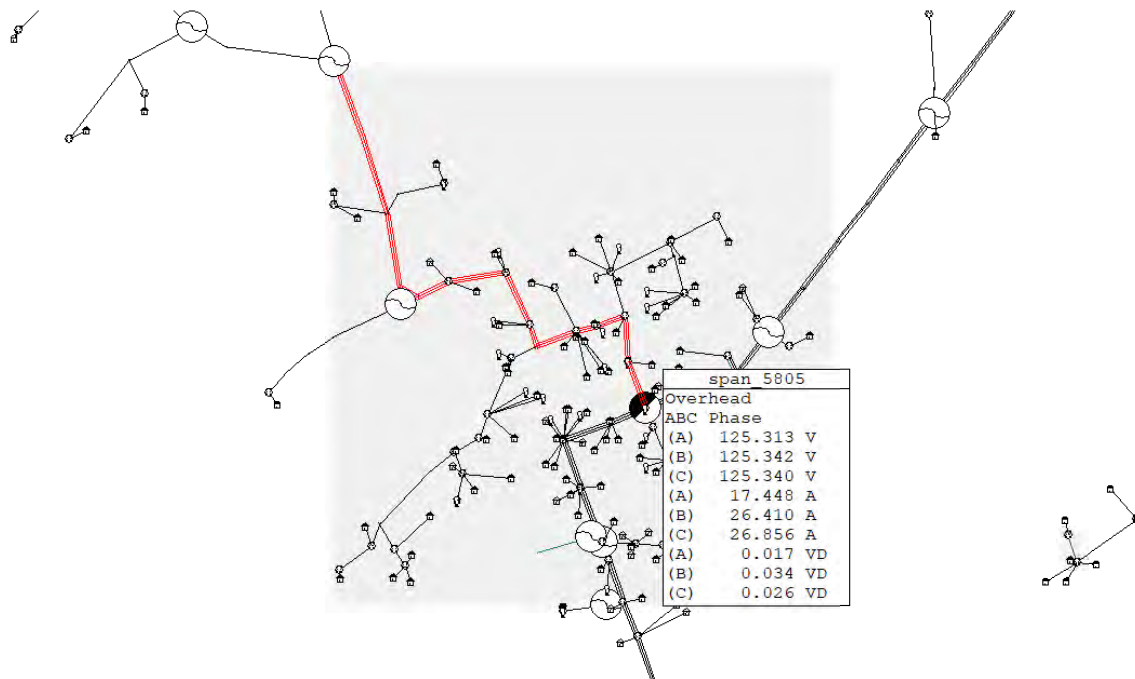 span_5805
Overhead
ABC Phase
(A) 125.313 V
(B) 125.342 V
(C) 125.340 V
(A) 17.448 A
(B) 26.410 A
(C) 26.856 A
(A) 0.017 VD
(B) 0.034 VD
(C) 0.026 VD